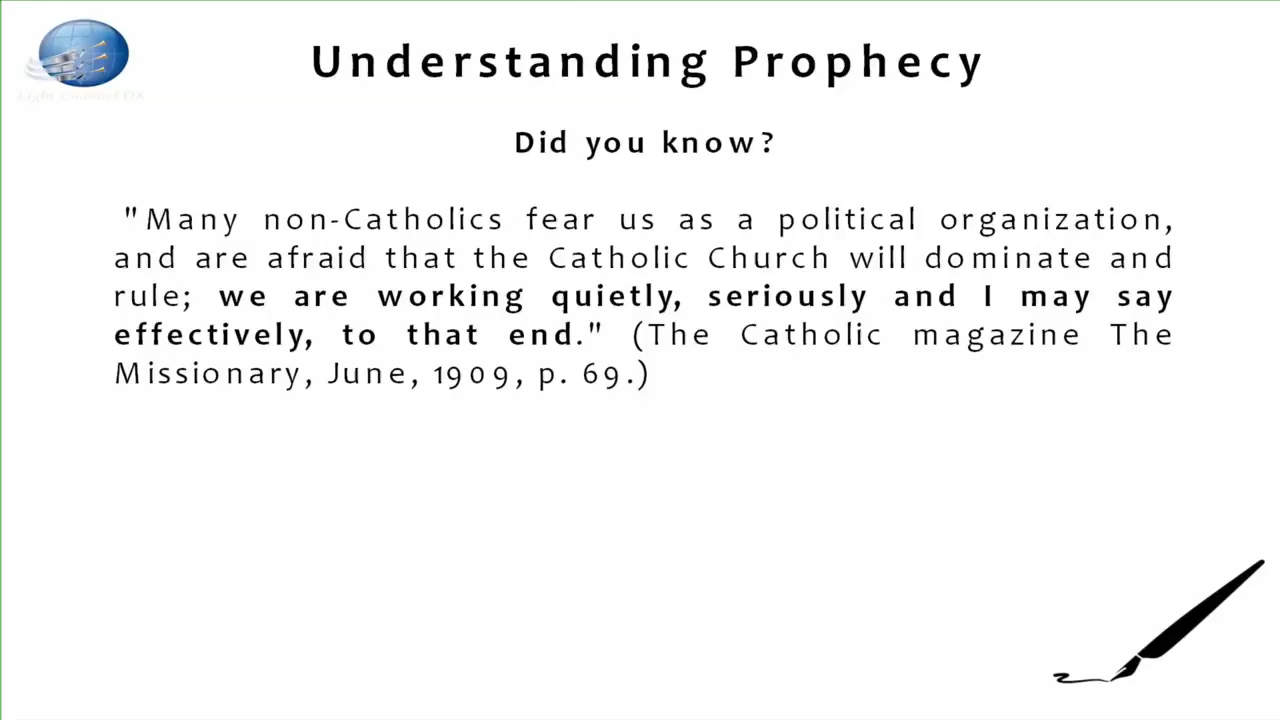 Understanding Prophecy
Did you know?
"Many non-Catholics fear us as a political organization,
and are afraid that the Catholic Church will dominate and
rule; we are working quietly, seriously and I may say
effectively, to that end." (The Catholic magazine The
Missionary, June, 1909, p. 69.)